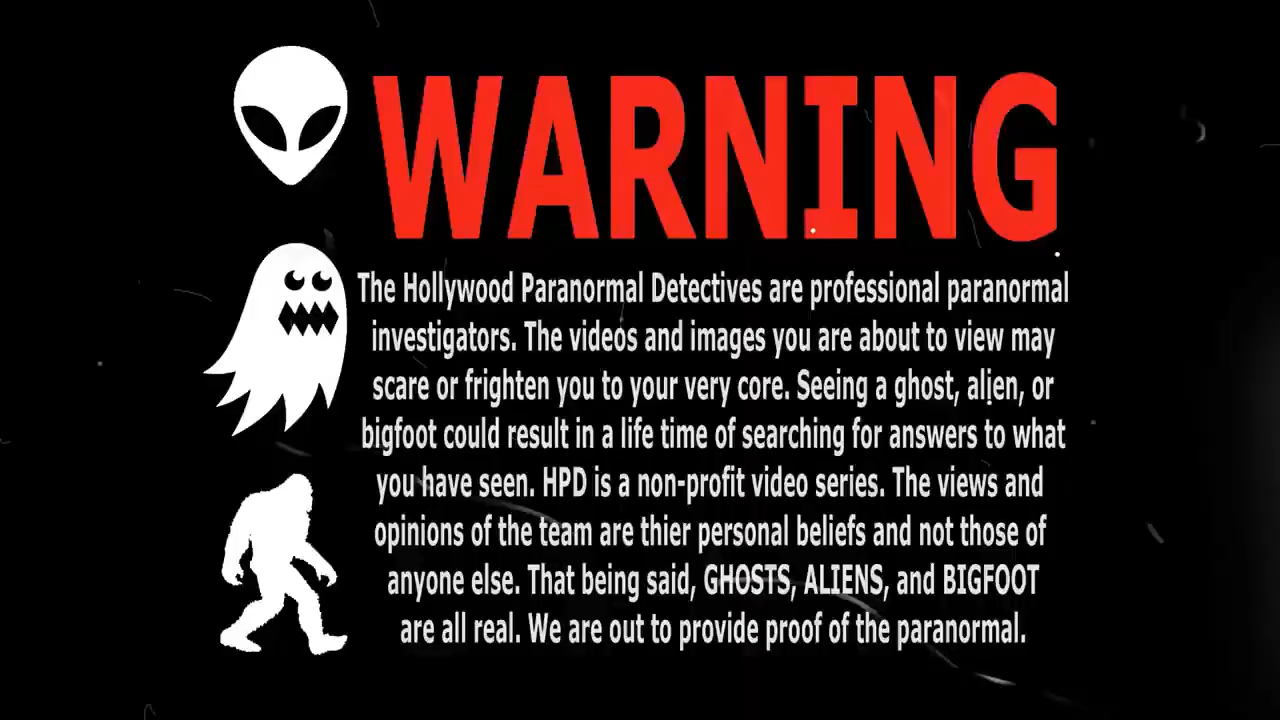 WARNING
The Hollywood Paranormal Detectives are professional paranormal
investigators. The videos and images you are about to view may
scare or frighten you to your very core. Seeing a ghost, alien, or
bigfoot could result in a life time of searching for answers to what
you have seen. HPD is a non-profit video series. The views and
opinions of the team are thier personal beliefs and not those of
anyone else. That being said, GHOSTS, ALIENS, and BIGFOOT
are all real. We are out to provide proof of the paranormal.